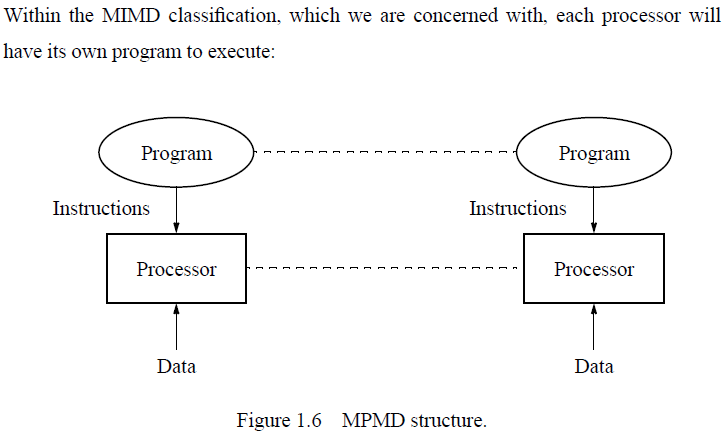 Within the MIMD classification, which we are concerned with, each processor will
have its own program to execute:
Program
Program
Instructions
Instructions
Processor
Processor
Data
Data
Figure 1.6 MPMD structure.